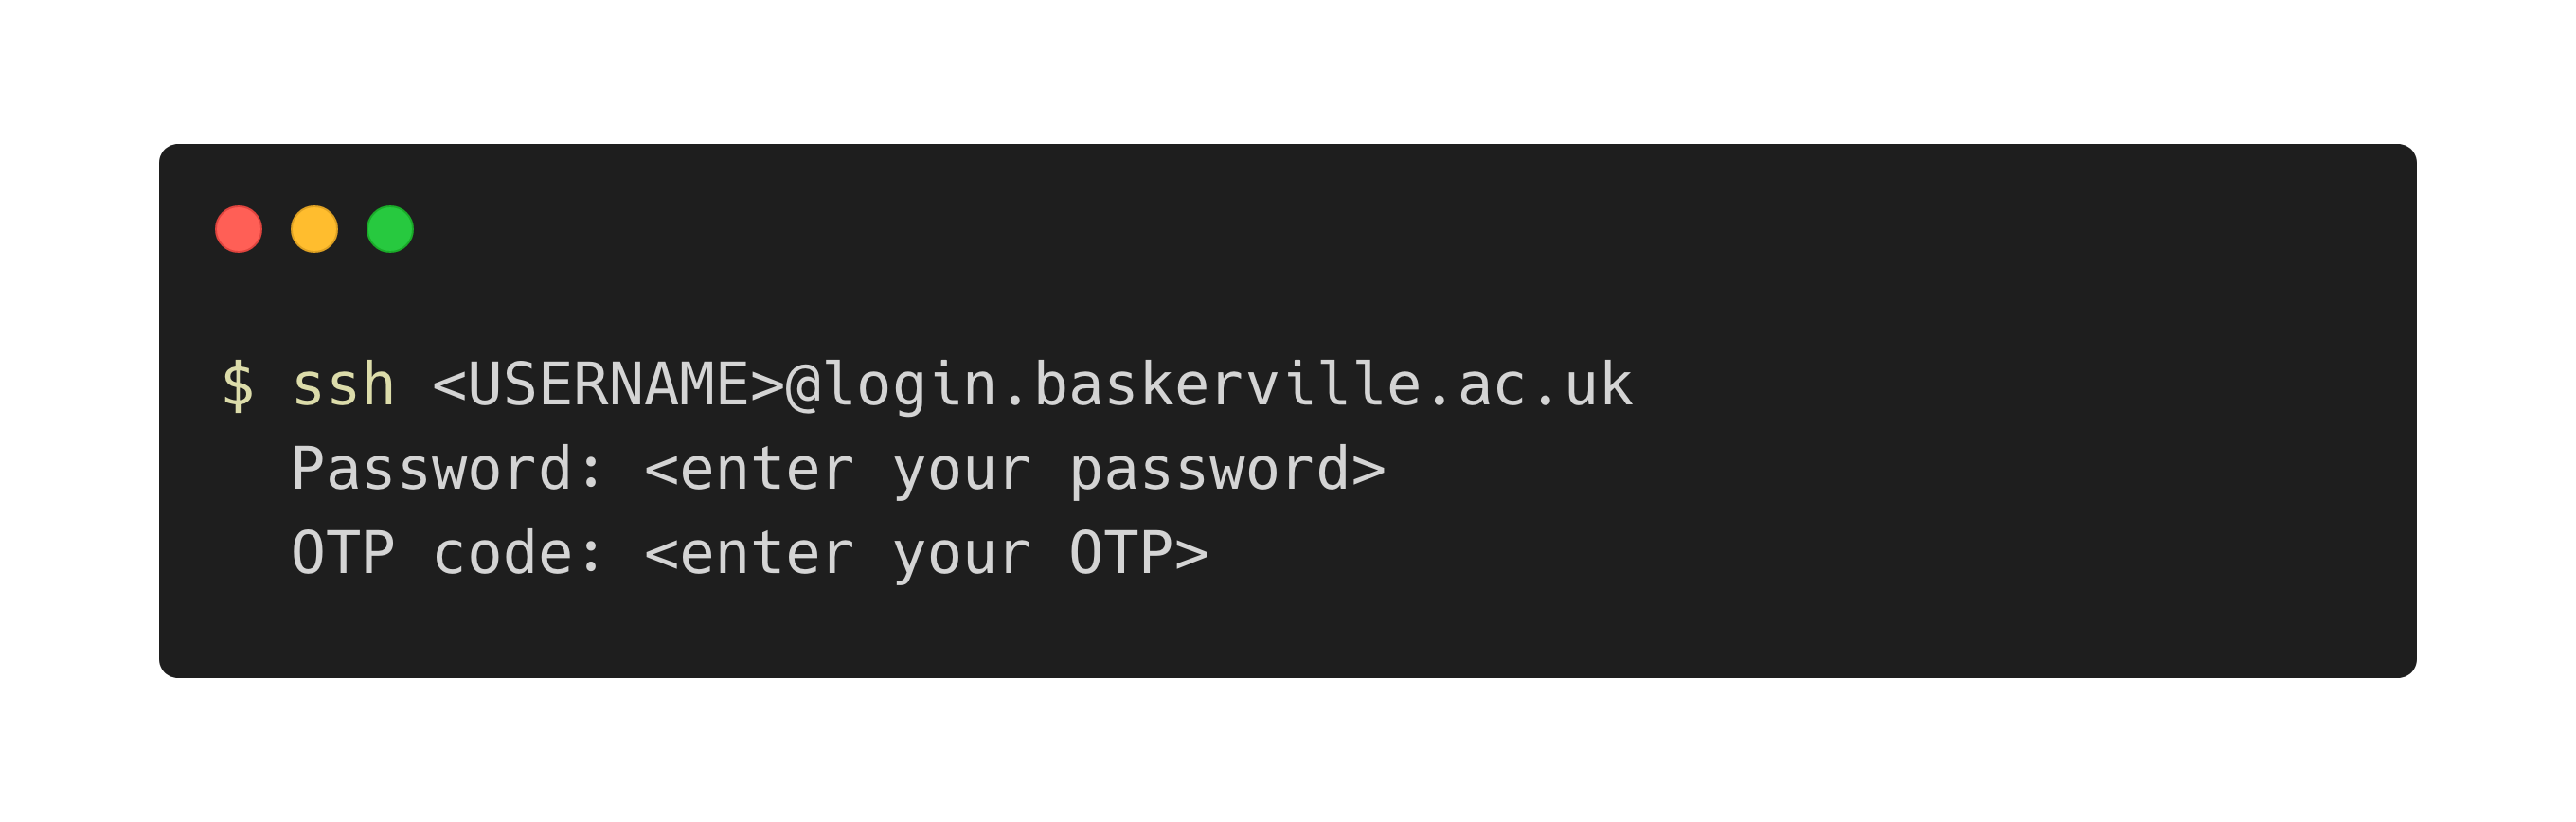 $ ssh <USERNAME>@login.baskerville.ac.uk
Password: <enter your password>
OTP code: <enter your OTP>